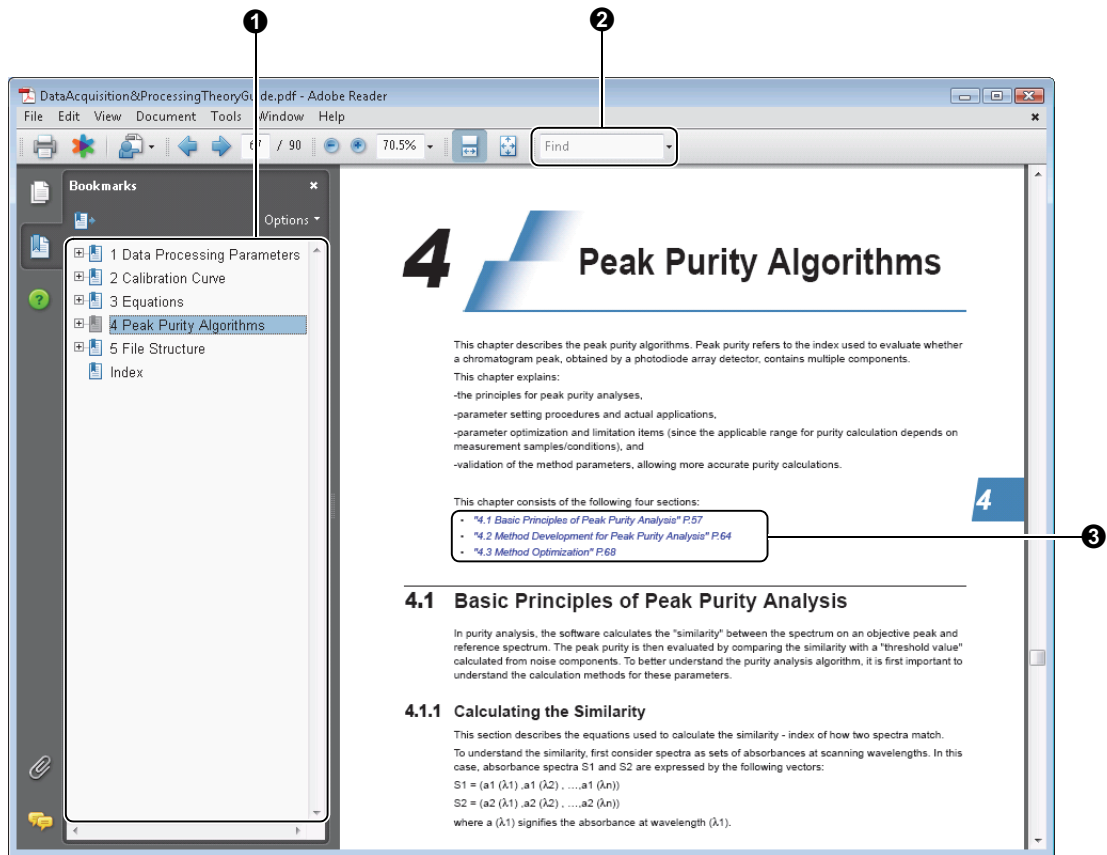 1
2
DataAcquisition&ProcessingTheoryGuide.pdf - Adobe Reader
File Edit View Document Tools Window Help
67 / 90 70.5% Find
Bookmarks
Options
1 Data Processing Parameters
2 Calibration Curve
3 Equations
4 Peak Purity Algorithms
5 File Structure
Index
4 Peak Purity Algorithms
This chapter describes the peak purity algorithms. Peak purity refers to the index used to evaluate whether
a chromatogram peak, obtained by a photodiode array detector, contains multiple components.
This chapter explains:
-the principles for peak purity analyses,
-parameter setting procedures and actual applications,
-parameter optimization and limitation items (since the applicable range for purity calculation depends on
measurement samples/conditions), and
-validation of the method parameters, allowing more accurate purity calculations.
4
This chapter consists of the following four sections:
• "4.1 Basic Principles of Peak Purity Analysis" P.57
• "4.2 Method Development for Peak Purity Analysis" P.64
• "4.3 Method Optimization" P.68
3
4.1 Basic Principles of Peak Purity Analysis
In purity analysis, the software calculates the "similarity" between the spectrum on an objective peak and
reference spectrum. The peak purity is then evaluated by comparing the similarity with a "threshold value"
calculated from noise components. To better understand the purity analysis algorithm, it is first important to
understand the calculation methods for these parameters.
4.1.1 Calculating the Similarity
This section describes the equations used to calculate the similarity - index of how two spectra match.
To understand the similarity, first consider spectra as sets of absorbances at scanning wavelengths. In this
case, absorbance spectra S1 and S2 are expressed by the following vectors:
S1 = (a1 (λ1) ,a1 (λ2) , ...,a1 (λn))
S2 = (a2 (λ1) ,a2 (λ2) , ...,a2 (λn))
where a (λ1) signifies the absorbance at wavelength (λ1).